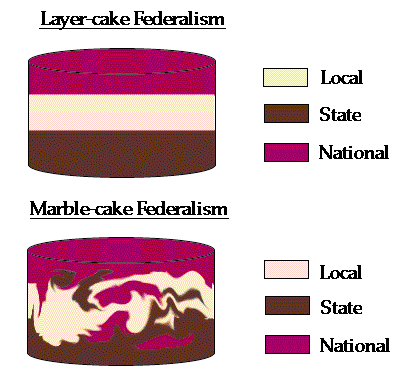 Layer-cake Federalism
Local
State
National
Marble-cake Federalism
Local
State
National